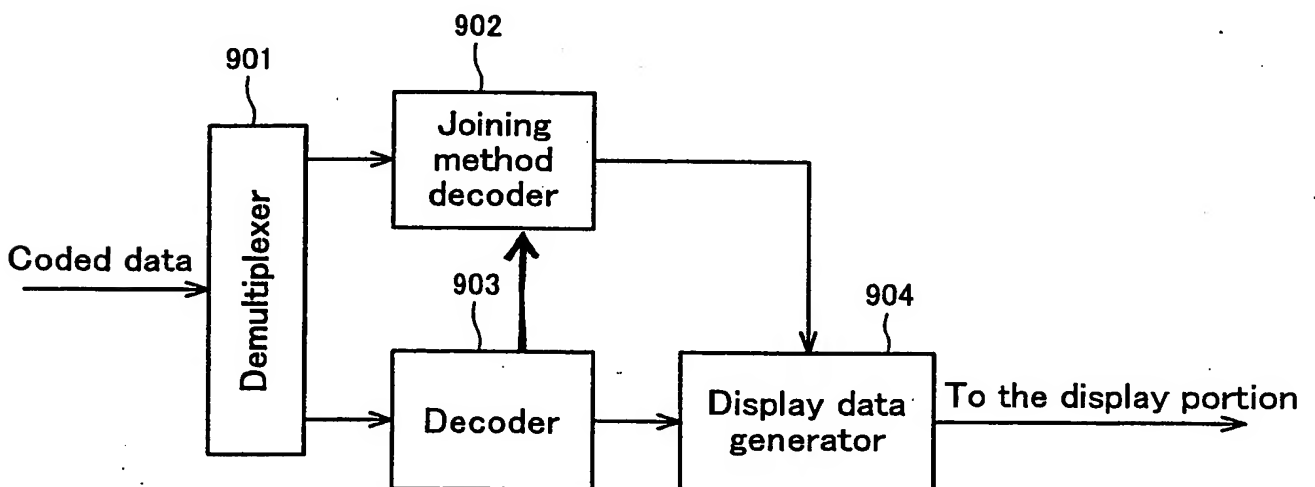 902
901
Joining
method
decoder
Demultiplexer
Coded data
903
904
Decoder
Display data
generator
To the display portion